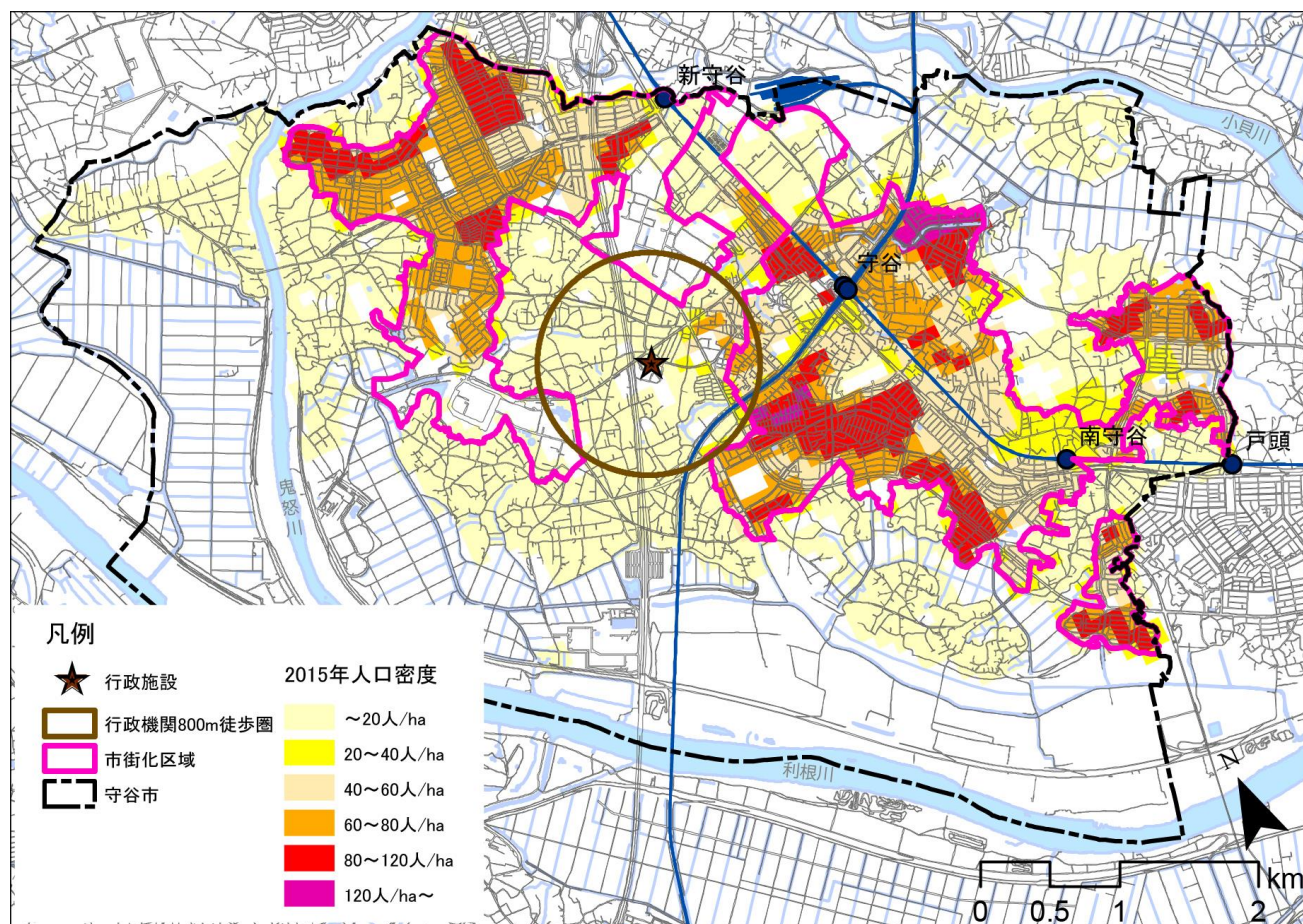 新守谷
小貝川
守谷
南守谷
戸頭
鬼怒川
利根川
N
凡例
行政施設
行政機関800m徒歩圏
市街化区域
守谷市
2015年人口密度
～20人/ha
20～40人/ha
40～60人/ha
60～80人/ha
80～120人/ha
120人/ha～
km
0 0.5 1 2